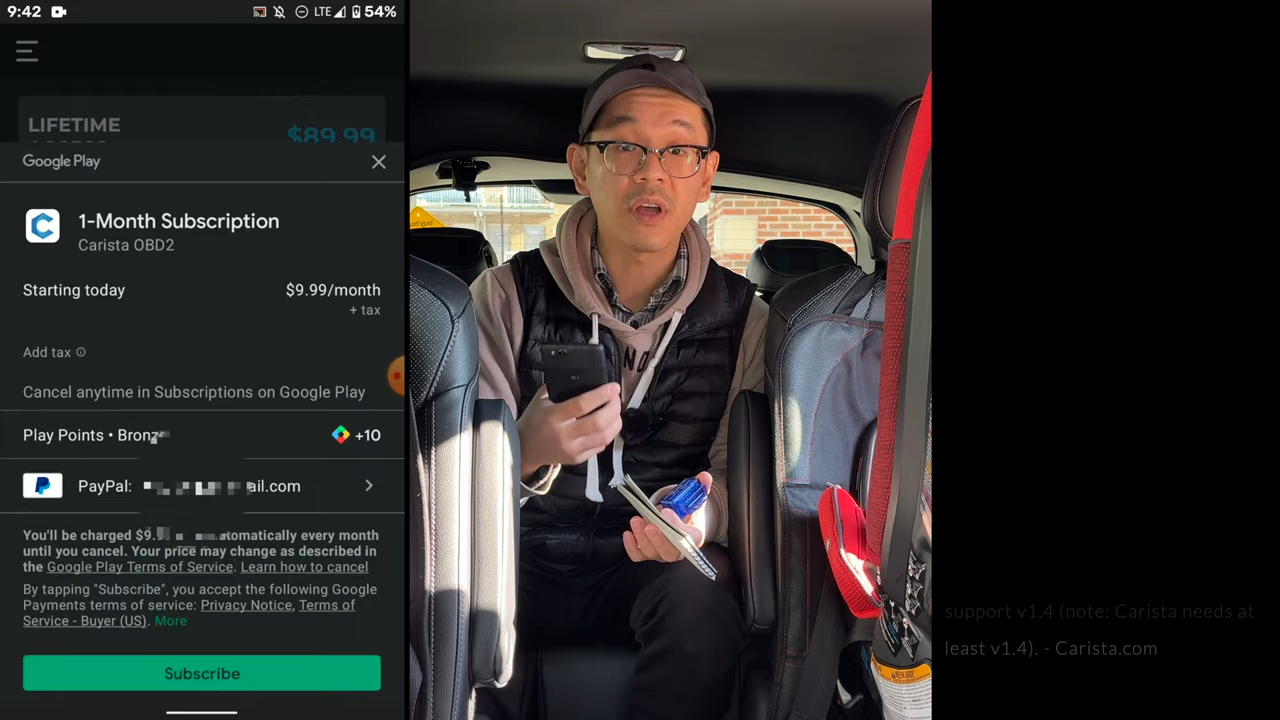 9:42
LTE
54%
LIFETIME
$89.99
Google Play
1-Month Subscription
Carista OBD2
Starting today
$9.99/month
+ tax
Add tax
Cancel anytime in Subscriptions on Google Play
Play Points • Bronze
+10
PayPal:
ail.com
You'll be charged $9. tomatically every month
until you cancel. Your price may change as described in
the Google Play Terms of Service. Learn how to cancel
By tapping "Subscribe", you accept the following Google
Payments terms of service: Privacy Notice, Terms of
Service - Buyer (US). More
Subscribe
support v1.4 (note: Carista needs at
least v1.4). - Carista.com